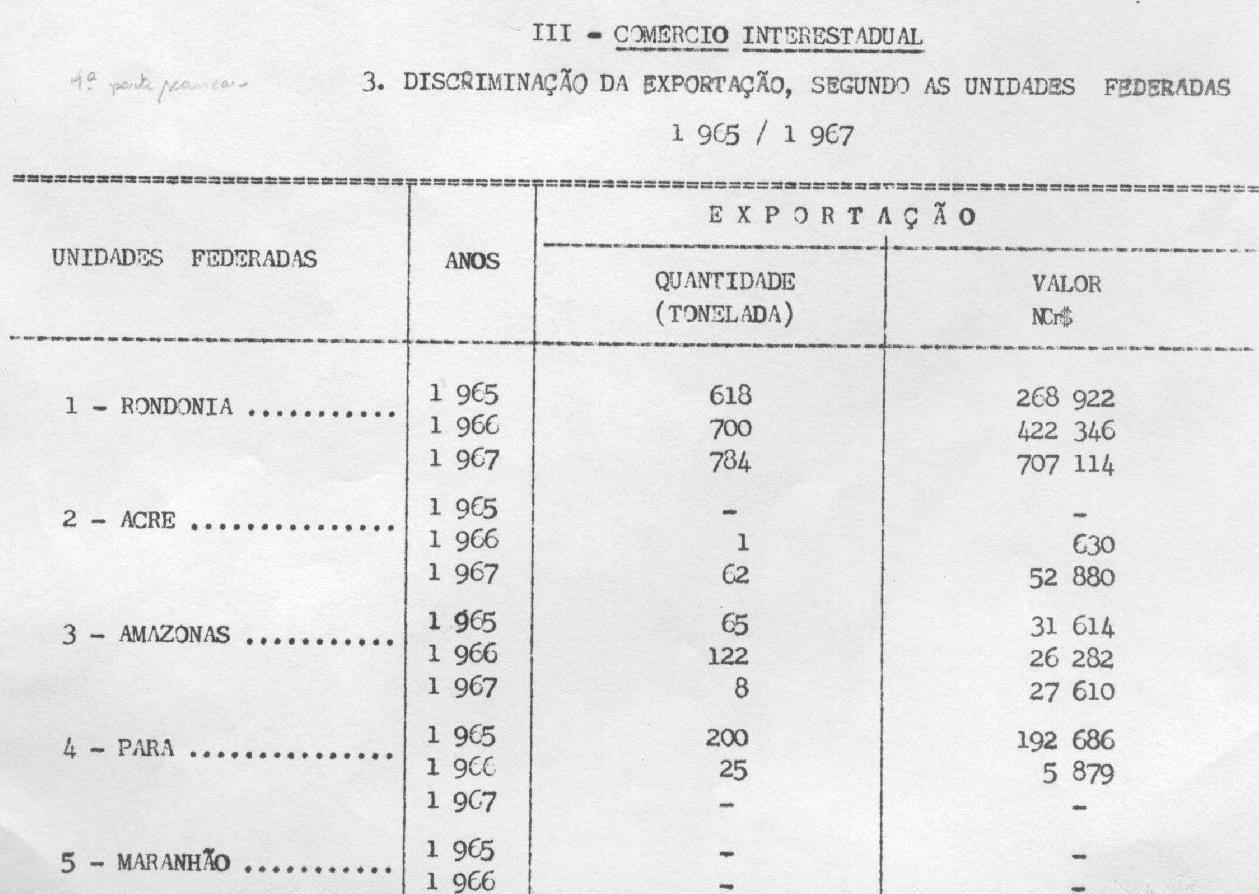 III - COMERCIO INTERESTADUAL
3. DISCRIMINAÇÃO DA EXPORTAÇÃO, SEGUNDO AS UNIDADES FEDERADAS
1 965 / 1 967
UNIDADES FEDERADAS
ANOS
EXPORTAÇÃO
QUANTIDADE
(TONELADA)
VALOR
NCr$
1 - RONDONIA ........... 1 965 618 268 922
1 966 700 422 346
1 967 784 707 114
2 - ACRE ............... 1 965 - -
1 966 1 630
1 967 62 52 880
3 - AMAZONAS ........... 1 965 65 31 614
1 966 122 26 282
1 967 8 27 610
4 - PARA ............... 1 965 200 192 686
1 966 25 5 879
1 967 - -
5 - MARANHÃO ........... 1 965 - -
1 966 - -